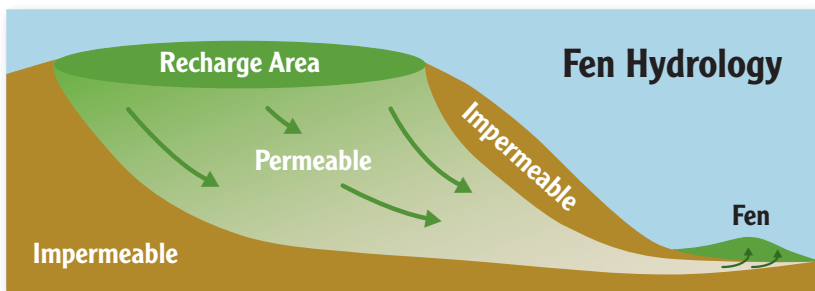 Recharge Area
Fen Hydrology
Impermeable
Permeable
Fen
Impermeable